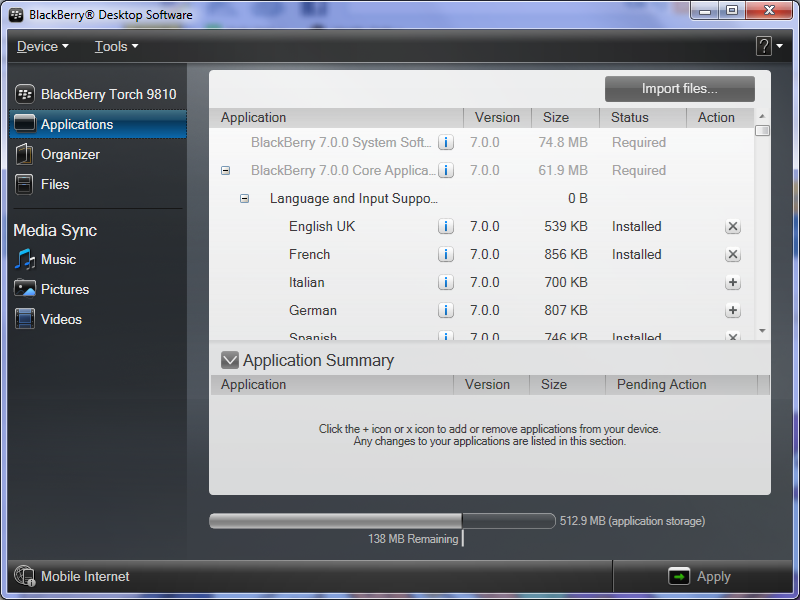 BlackBerry® Desktop Software
Device Tools ?
BlackBerry Torch 9810
Applications
Organizer
Files
Media Sync
Music
Pictures
Videos
Import files...
Application Version Size Status Action
BlackBerry 7.0.0 System Soft... 7.0.0 74.8 MB Required
BlackBerry 7.0.0 Core Applica... 7.0.0 61.9 MB Required
Language and Input Suppo... 0 B
English UK 7.0.0 539 KB Installed
French 7.0.0 856 KB Installed
Italian 7.0.0 700 KB
German 7.0.0 807 KB
Spanish 7.0.0 746 KB Installed
Application Summary
Application Version Size Pending Action
Click the + icon or x icon to add or remove applications from your device.
Any changes to your applications are listed in this section.
512.9 MB (application storage)
138 MB Remaining
Mobile Internet
Apply